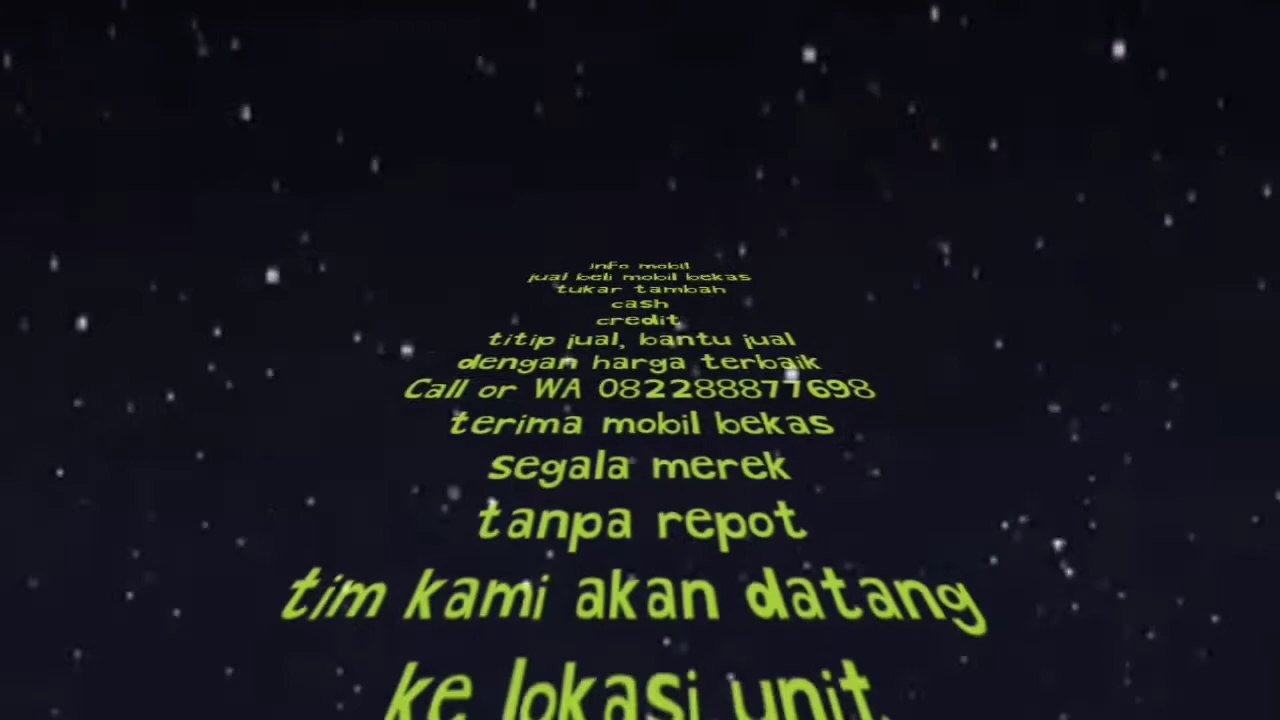 info mobil
jual beli mobil bekas
tukar tambah
cash
credit
titip jual, bantu jual
dengan harga terbaik
Call or WA 082288877698
terima mobil bekas
segala merek
tanpa repot
tim kami akan datang
ke lokasi unit.